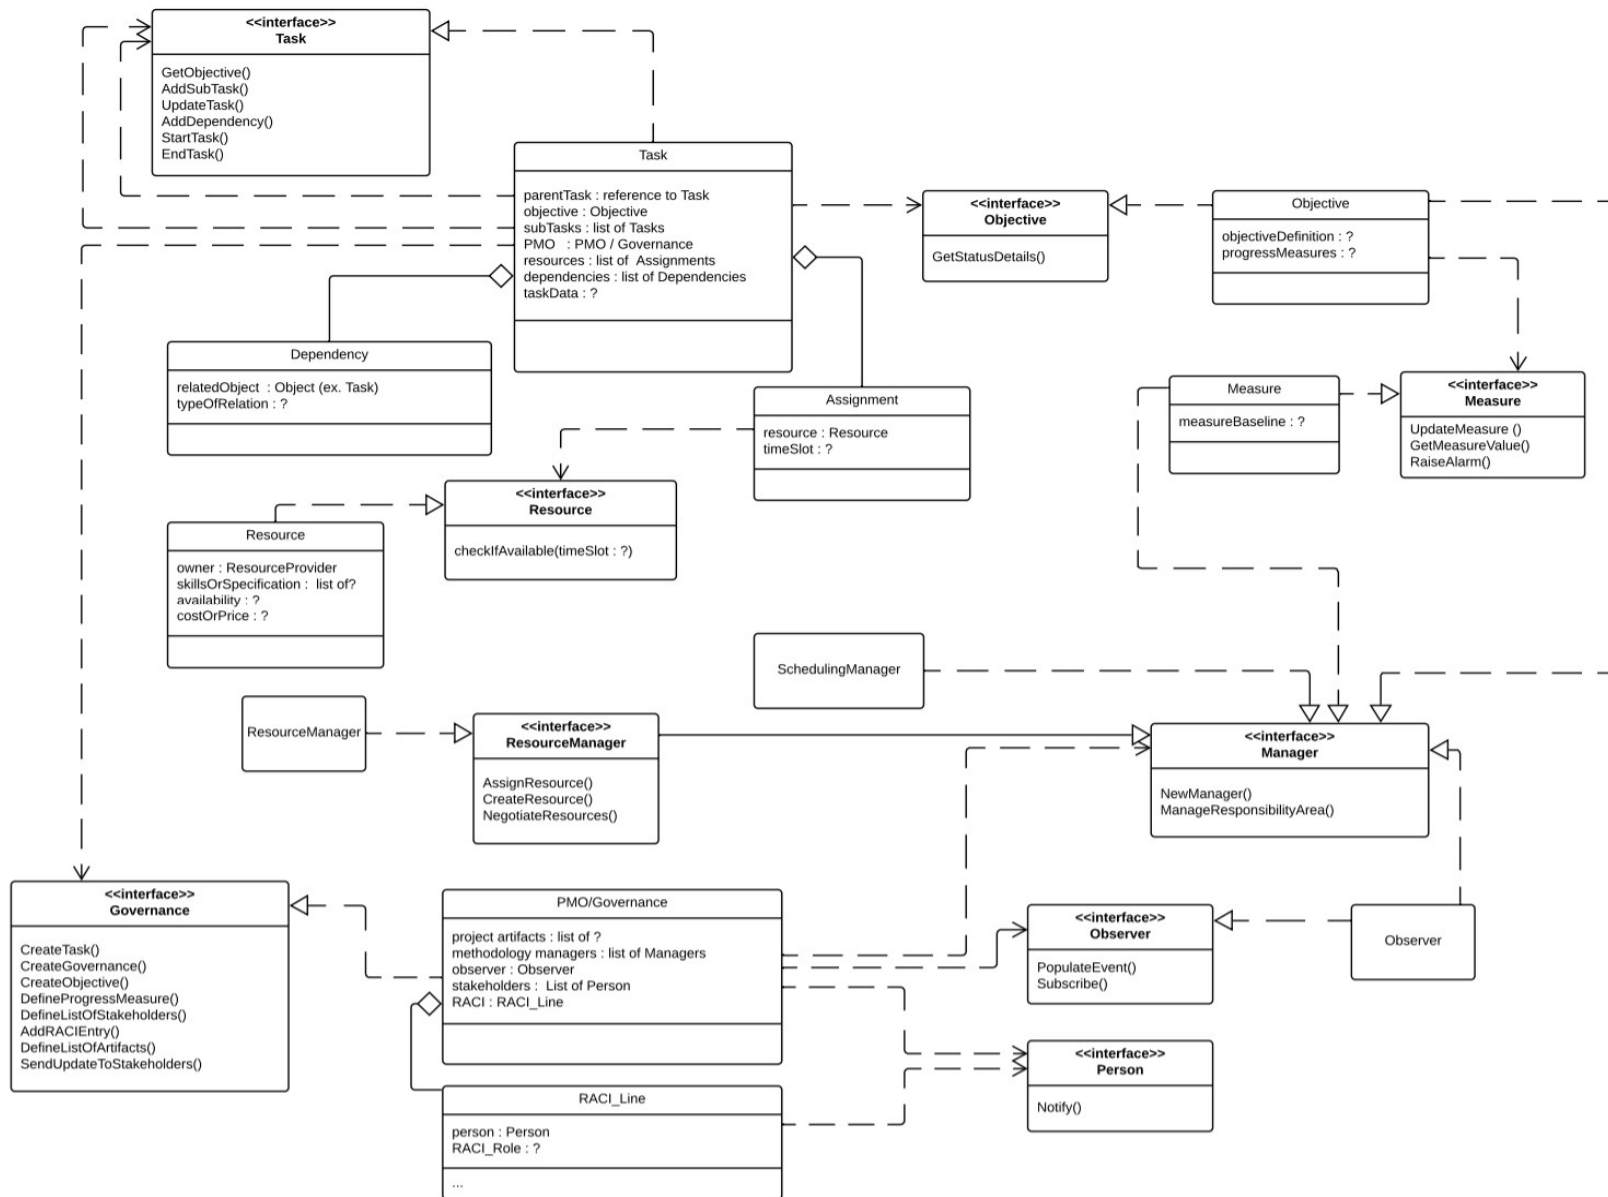 <<interface>>
Task
GetObjective()
AddSubTask()
UpdateTask()
AddDependency()
StartTask()
EndTask()
Task
parentTask : reference to Task
objective : Objective
subTasks : list of Tasks
PMO   : PMO / Governance
resources : list of  Assignments
dependencies : list of Dependencies
taskData : ?
<<interface>>
Objective
GetStatusDetails()
Objective
objectiveDefinition : ?
progressMeasures : ?
Dependency
relatedObject  : Object (ex. Task)
typeOfRelation : ?
Assignment
resource : Resource
timeSlot : ?
Measure
measureBaseline : ?
<<interface>>
Measure
UpdateMeasure ()
GetMeasureValue()
RaiseAlarm()
<<interface>>
Resource
checkIfAvailable(timeSlot : ?)
Resource
owner : ResourceProvider
skillsOrSpecification :  list of?
availability : ?
costOrPrice : ?
SchedulingManager
ResourceManager
<<interface>>
ResourceManager
AssignResource()
CreateResource()
NegotiateResources()
<<interface>>
Manager
NewManager()
ManageResponsibilityArea()
<<interface>>
Governance
CreateTask()
CreateGovernance()
CreateObjective()
DefineProgressMeasure()
DefineListOfStakeholders()
AddRACIEntry()
DefineListOfArtifacts()
SendUpdateToStakeholders()
PMO/Governance
project artifacts : list of ?
methodology managers : list of Managers
observer : Observer
stakeholders :  List of Person
RACI : RACI_Line
<<interface>>
Observer
PopulateEvent()
Subscribe()
Observer
<<interface>>
Person
Notify()
RACI_Line
person : Person
RACI_Role : ?
...